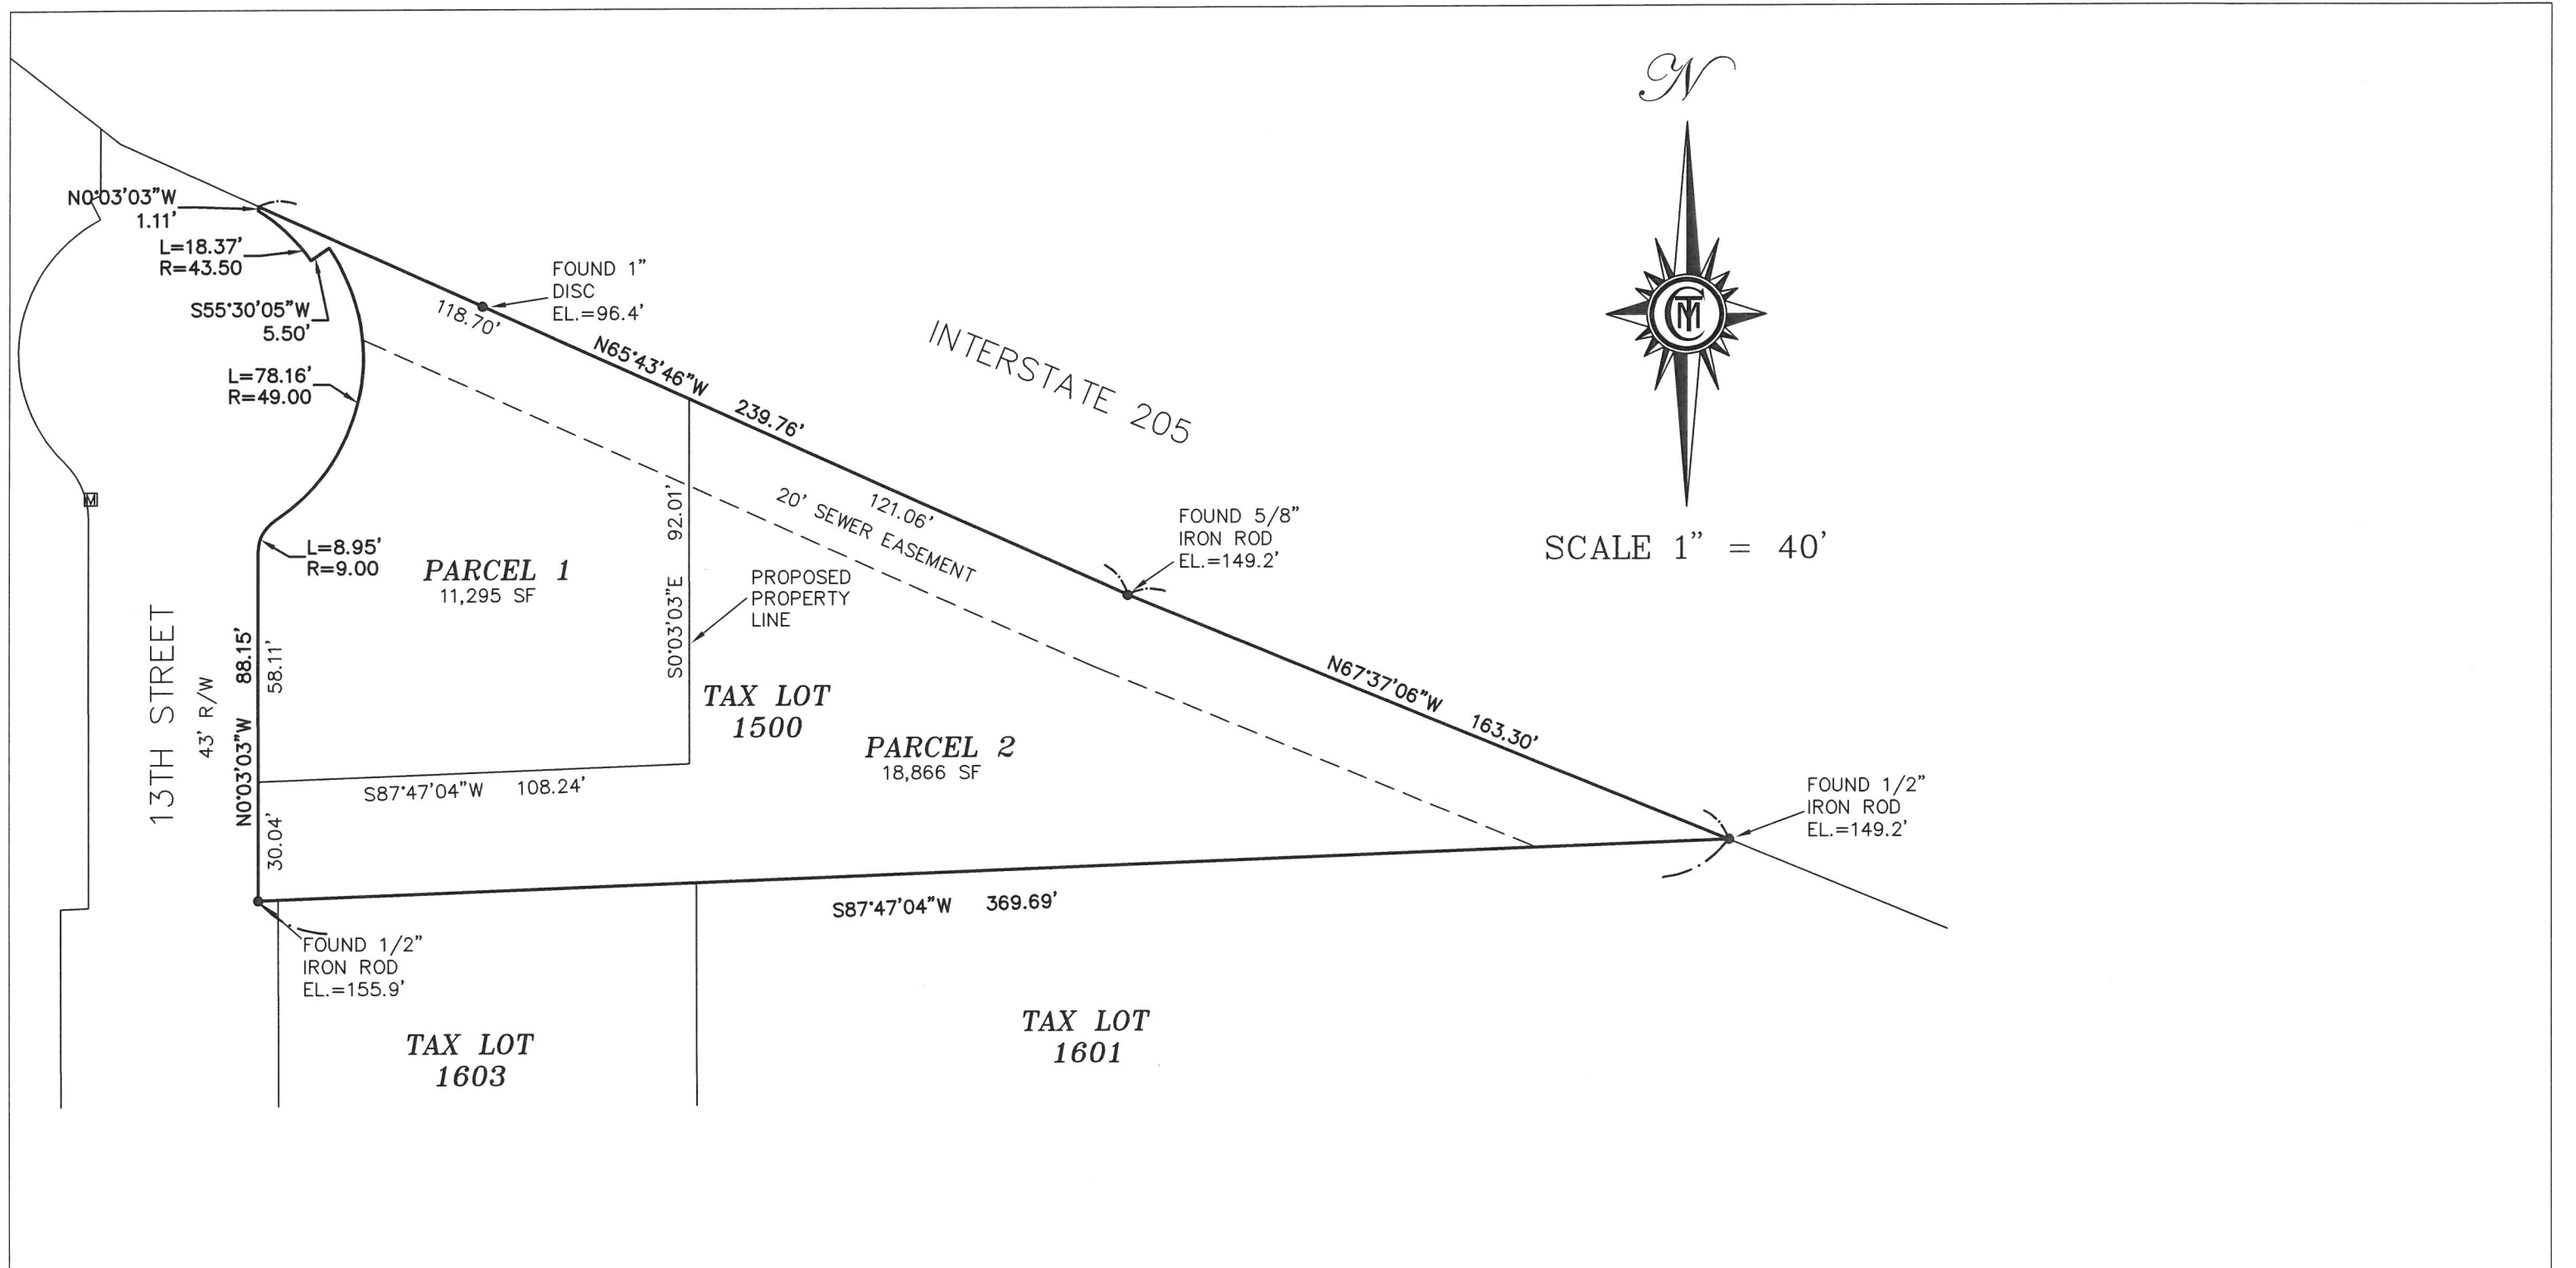 N
N0°03'03"W
1.11'
L=18.37'
R=43.50
S55°30'05"W
5.50'
L=78.16'
R=49.00
FOUND 1"
DISC
EL.=96.4'
118.70'
N65°43'46"W 239.76'
INTERSTATE 205
121.06'
20' SEWER EASEMENT
S0°03'03"E 92.01'
FOUND 5/8"
IRON ROD
EL.=149.2'
SCALE 1" = 40'
M
L=8.95'
R=9.00
PARCEL 1
11,295 SF
PROPOSED
PROPERTY
LINE
13TH STREET
43' R/W
N0°03'03"W 88.15'
58.11'
30.04'
TAX LOT
1500
PARCEL 2
18,866 SF
N67°37'06"W 163.30'
S87°47'04"W 108.24'
FOUND 1/2"
IRON ROD
EL.=149.2'
S87°47'04"W 369.69'
FOUND 1/2"
IRON ROD
EL.=155.9'
TAX LOT
1603
TAX LOT
1601